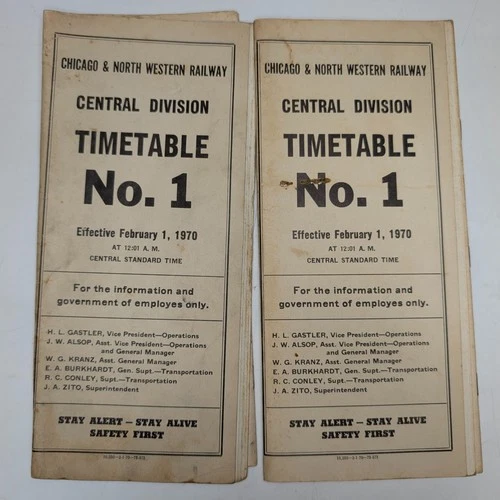 CHICAGO & NORTH WESTERN RAILWAY
CENTRAL DIVISION
TIMETABLE
No. 1
Effective February 1, 1970
AT 12:01 A. M.
CENTRAL STANDARD TIME
For the information and
government of employes only.
H. L. GASTLER, Vice President—Operations
J. W. ALSOP, Asst. Vice President—Operations
and General Manager
W. G. KRANZ, Asst. General Manager
E. A. BURKHARDT, Gen. Supt.—Transportation
R. C. CONLEY, Supt.—Transportation
J. A. ZITO, Superintendent
STAY ALERT — STAY ALIVE
SAFETY FIRST
CHICAGO & NORTH WESTERN RAILWAY
CENTRAL DIVISION
TIMETABLE
No. 1
Effective February 1, 1970
AT 12:01 A. M.
CENTRAL STANDARD TIME
For the information and
government of employes only.
H. L. GASTLER, Vice President—Operations
J. W. ALSOP, Asst. Vice President—Operations
and General Manager
W. G. KRANZ, Asst. General Manager
E. A. BURKHARDT, Gen. Supt.—Transportation
R. C. CONLEY, Supt.—Transportation
J. A. ZITO, Superintendent
STAY ALERT — STAY ALIVE
SAFETY FIRST